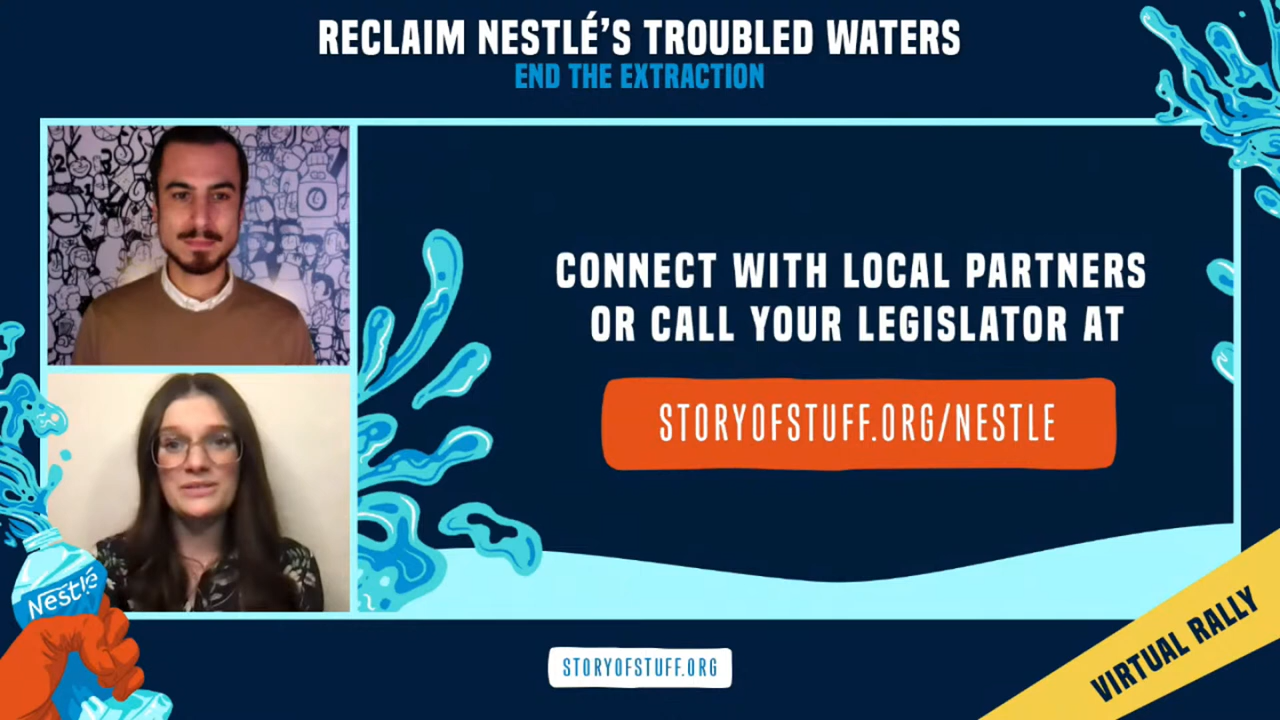 RECLAIM NESTLÉ'S TROUBLED WATERS
END THE EXTRACTION
CONNECT WITH LOCAL PARTNERS
OR CALL YOUR LEGISLATOR AT
STORYOFSTUFF.ORG/NESTLE
Nestlé
STORYOFSTUFF.ORG
VIRTUAL RALLY